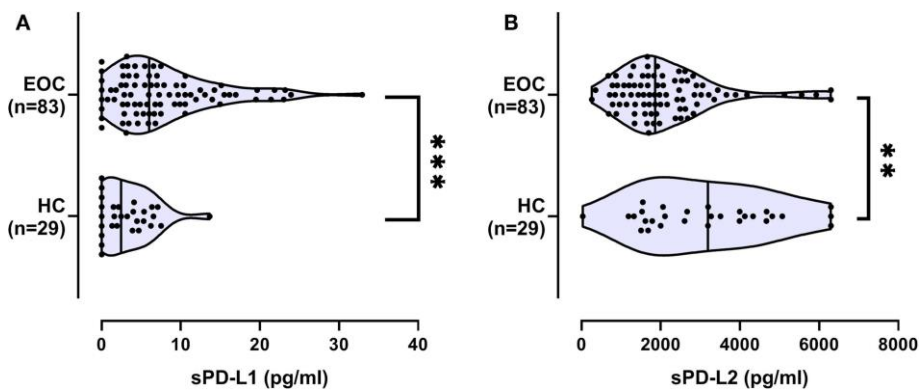 A
EOC
(n=83)
HC
(n=29)
***
0 10 20 30 40
sPD-L1 (pg/ml)
B
EOC
(n=83)
HC
(n=29)
**
0 2000 4000 6000 8000
sPD-L2 (pg/ml)